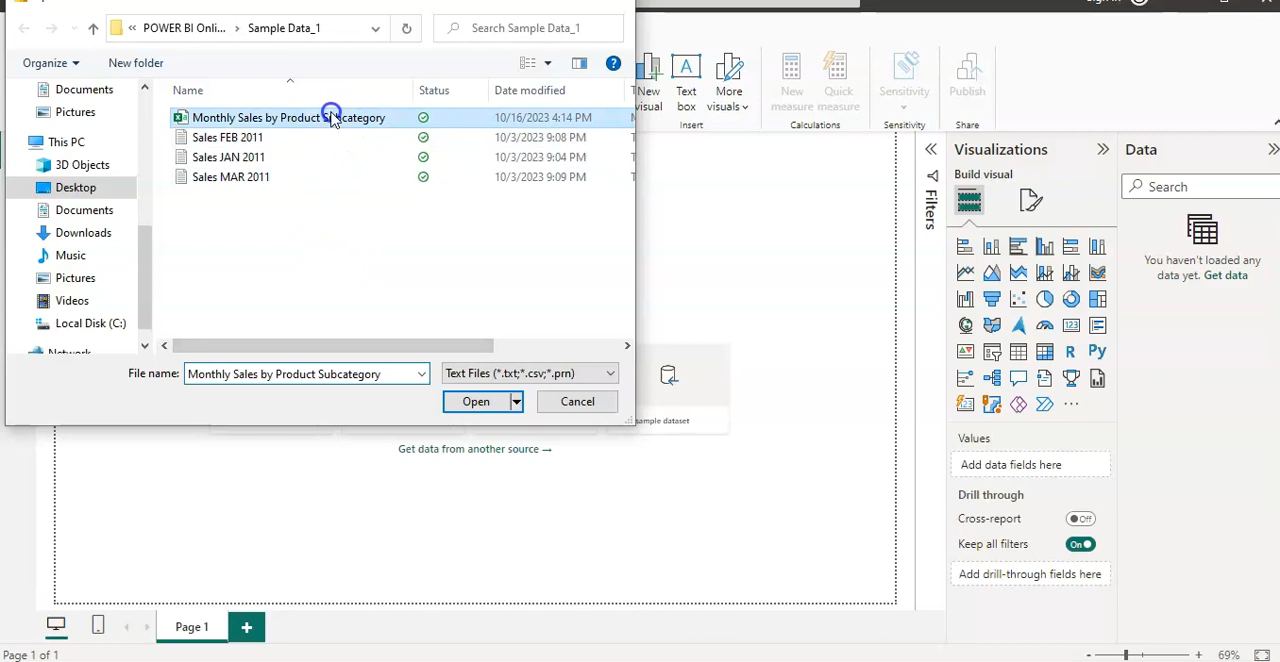 POWER BI Onli...
Sample Data_1
Search Sample Data_1
Organize
New folder
Name
Status
Date modified
T
Documents
Pictures
This PC
3D Objects
Desktop
Documents
Downloads
Music
Pictures
Videos
Local Disk (C:)
Network
Monthly Sales by Product Subcategory
10/16/2023 4:14 PM
Sales FEB 2011
10/3/2023 9:08 PM
T
Sales JAN 2011
10/3/2023 9:04 PM
T
Sales MAR 2011
10/3/2023 9:09 PM
T
File name:
Monthly Sales by Product Subcategory
Text Files (*.txt;*.csv;*.prn)
Open
Cancel
New visual
Text box
More visuals
New measure
Quick measure
Sensitivity
Publish
Insert
Calculations
Sensitivity
Share
sample dataset
Get data from another source →
Filters
Visualizations
Build visual
R
Py
123
Values
Add data fields here
Drill through
Cross-report
Off
Keep all filters
On
Add drill-through fields here
Data
Search
You haven't loaded any
data yet. Get data
Page 1
Page 1 of 1
69%